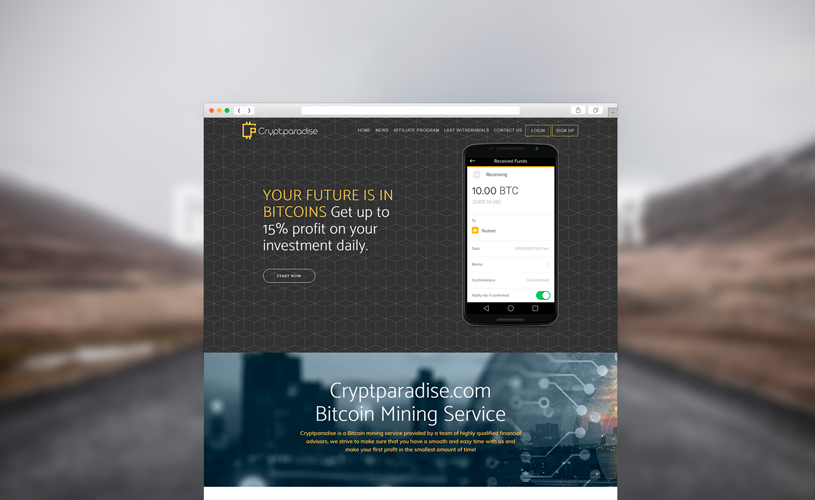 Cryptparadise
HOME NEWS AFFILIATE PROGRAM LAST WITHDRAWALS CONTACT US LOGIN SIGN UP
YOUR FUTURE IS IN
BITCOINS Get up to
15% profit on your
investment daily.
START NOW
Received Funds
Receiving
10.00 BTC
To
Testnet
Date
Memo
Confirmations
Notify me if confirmed
Cryptparadise.com
Bitcoin Mining Service
Cryptparadise is a Bitcoin mining service provided by a team of highly qualified financial
advisors, we strive to make sure that you have a smooth and easy time with us and
make your first profit in the smallest amount of time!